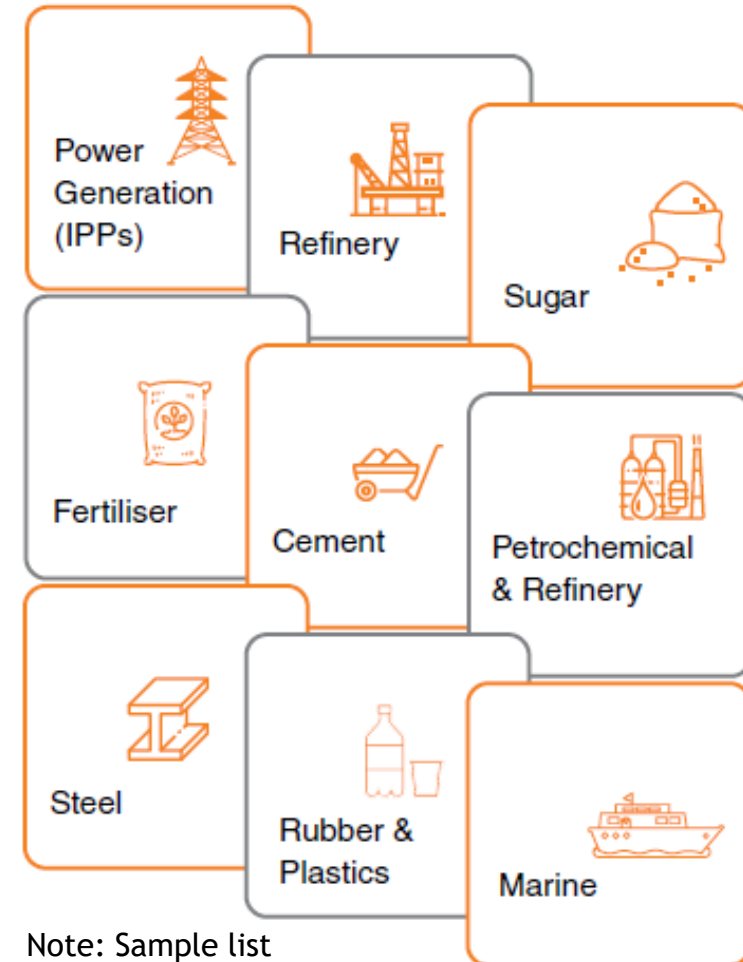 Power
Generation
(IPPs)
Refinery
Sugar
Fertiliser
Cement
Petrochemical
& Refinery
Steel
Rubber &
Plastics
Marine
Note: Sample list